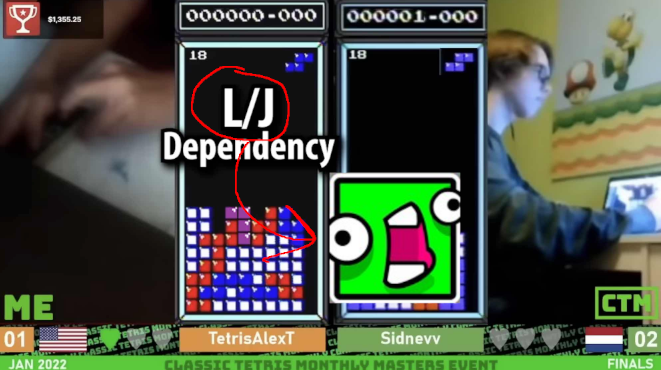 $1,355.25
000000-000
000001-000
18
18
L/J
Dependency
ME
CTM
01
TetrisAlexT
Sidnevv
02
JAN 2022
CLASSIC TETRIS MONTHLY MASTERS EVENT
FINALS